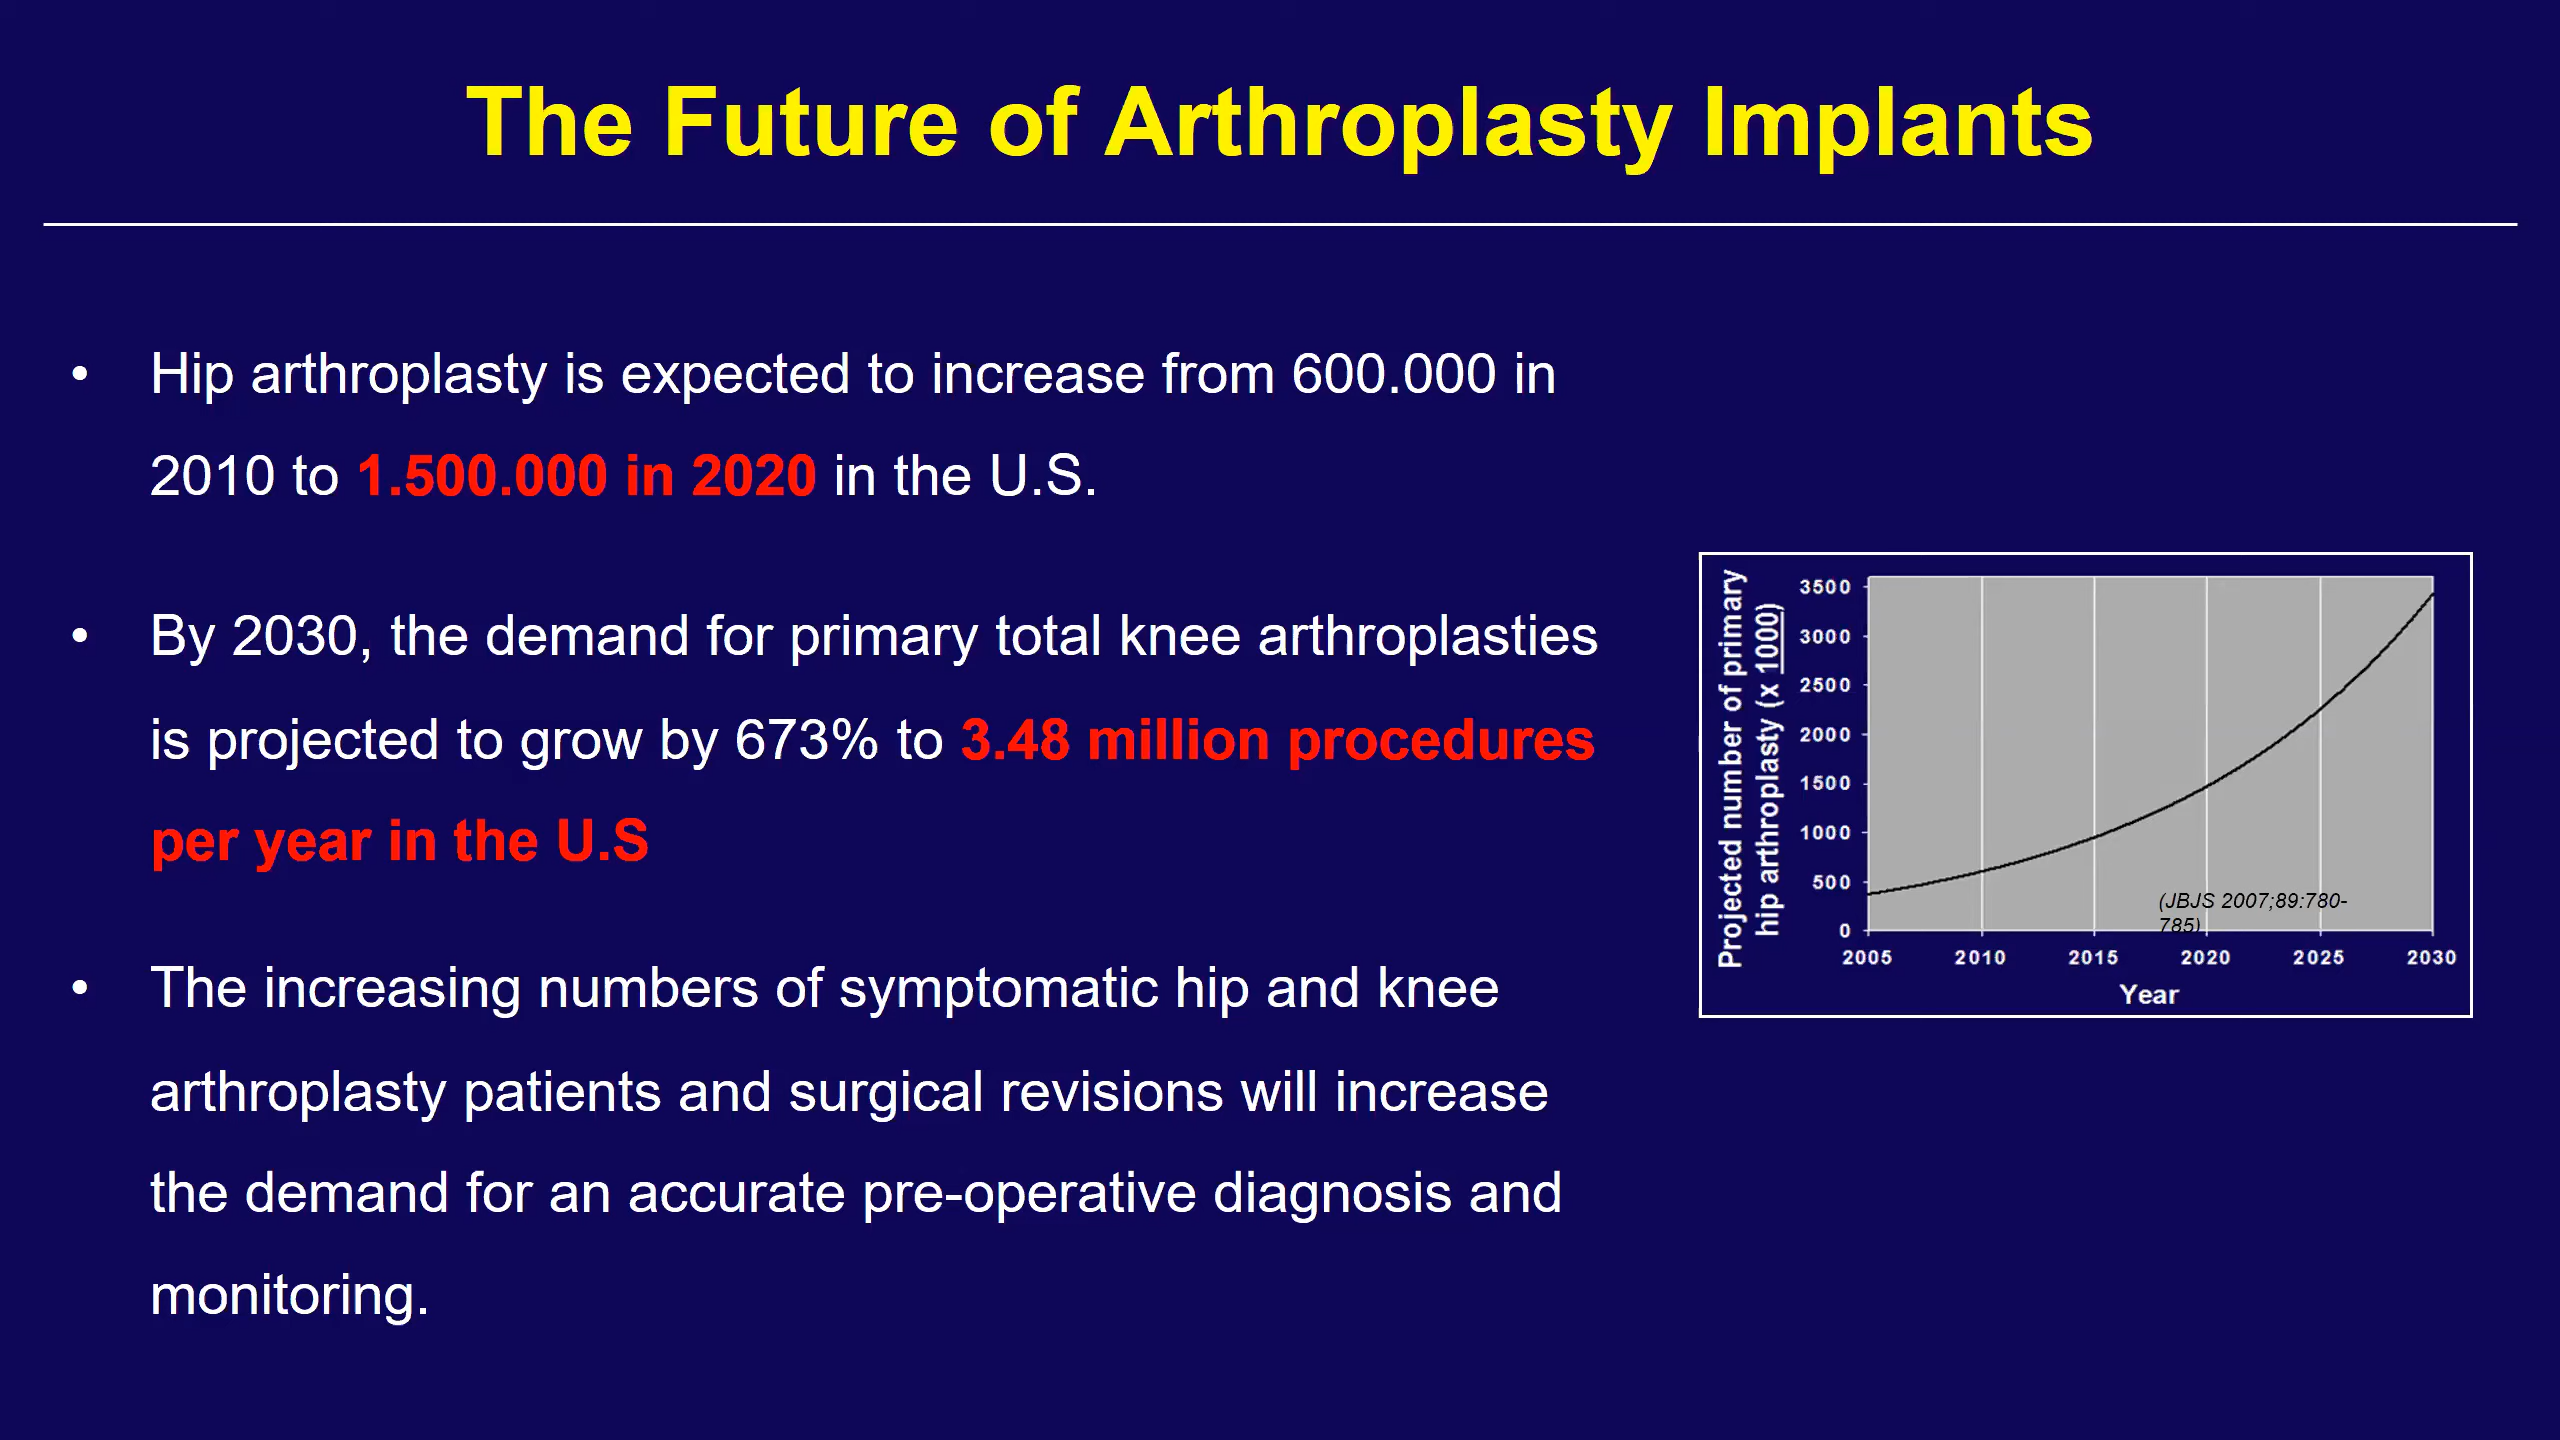 The Future of Arthroplasty Implants
• Hip arthroplasty is expected to increase from 600.000 in
2010 to 1.500.000 in 2020 in the U.S.
• By 2030, the demand for primary total knee arthroplasties
is projected to grow by 673% to 3.48 million procedures
per year in the U.S
• The increasing numbers of symptomatic hip and knee
arthroplasty patients and surgical revisions will increase
the demand for an accurate pre-operative diagnosis and
monitoring.
Projected number of primary
hip arthroplasty (x 1000)
3500
3000
2500
2000
1500
1000
500
0
(JBJS 2007;89:780-
785)
2005 2010 2015 2020 2025 2030
Year